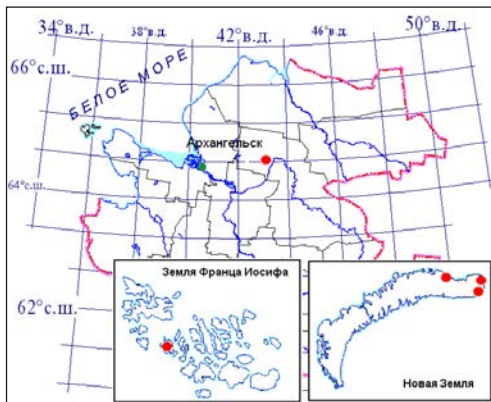 34°в.д.
38°в.д.
42°в.д.
46°в.д.
50°в.д.
66°с.ш.
БЕЛОЕ МОРЕ
Архангельск
64°с.ш.
62°с.ш.
Земля Франца Иосифа
Новая Земля